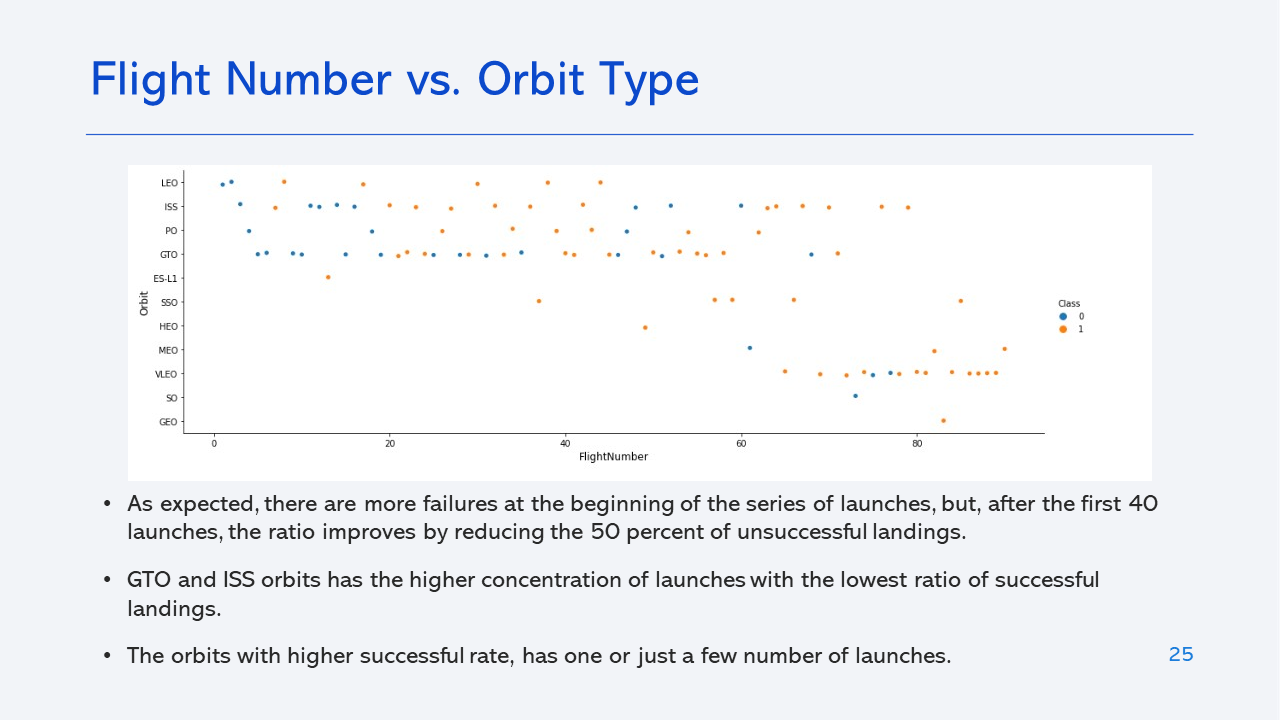 Flight Number vs. Orbit Type
LEO
ISS
PO
GTO
ES-L1
SSO
HEO
MEO
VLEO
SO
GEO
Orbit
0 20 40 60 80
FlightNumber
Class
0
1
• As expected, there are more failures at the beginning of the series of launches, but, after the first 40
launches, the ratio improves by reducing the 50 percent of unsuccessful landings.
• GTO and ISS orbits has the higher concentration of launches with the lowest ratio of successful
landings.
• The orbits with higher successful rate, has one or just a few number of launches.
25